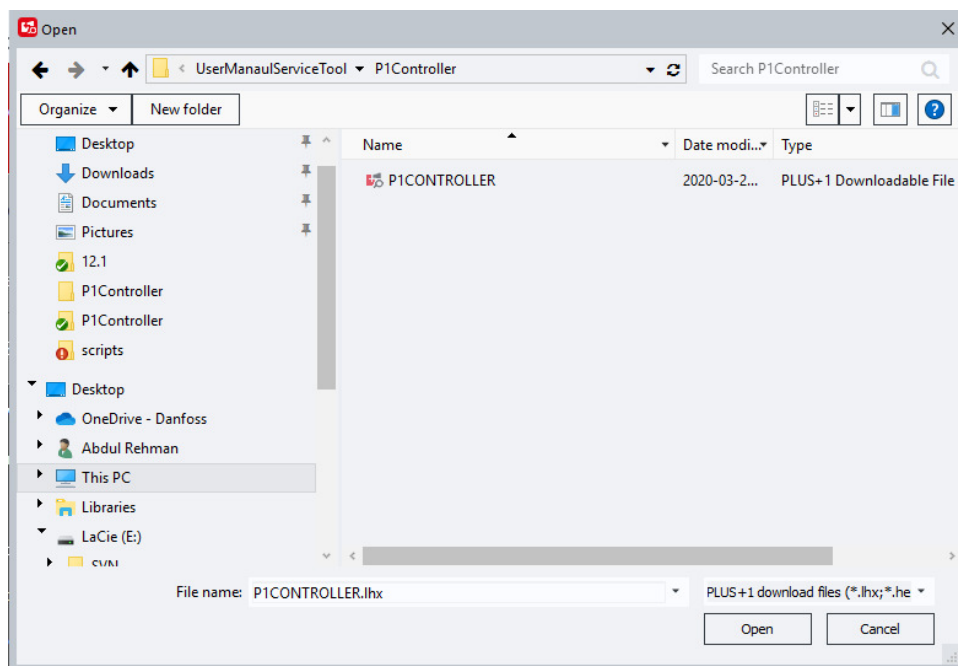 Open
UserManaulServiceTool P1Controller Search P1Controller
Organize New folder
Desktop
Downloads
Documents
Pictures
12.1
P1Controller
P1Controller
scripts
Desktop
OneDrive - Danfoss
Abdul Rehman
This PC
Libraries
LaCie (E:)
SVN
Name Date modi... Type
P1CONTROLLER 2020-03-2... PLUS+1 Downloadable File
File name: P1CONTROLLER.lhx PLUS+1 download files (*.lhx;*.he
Open Cancel